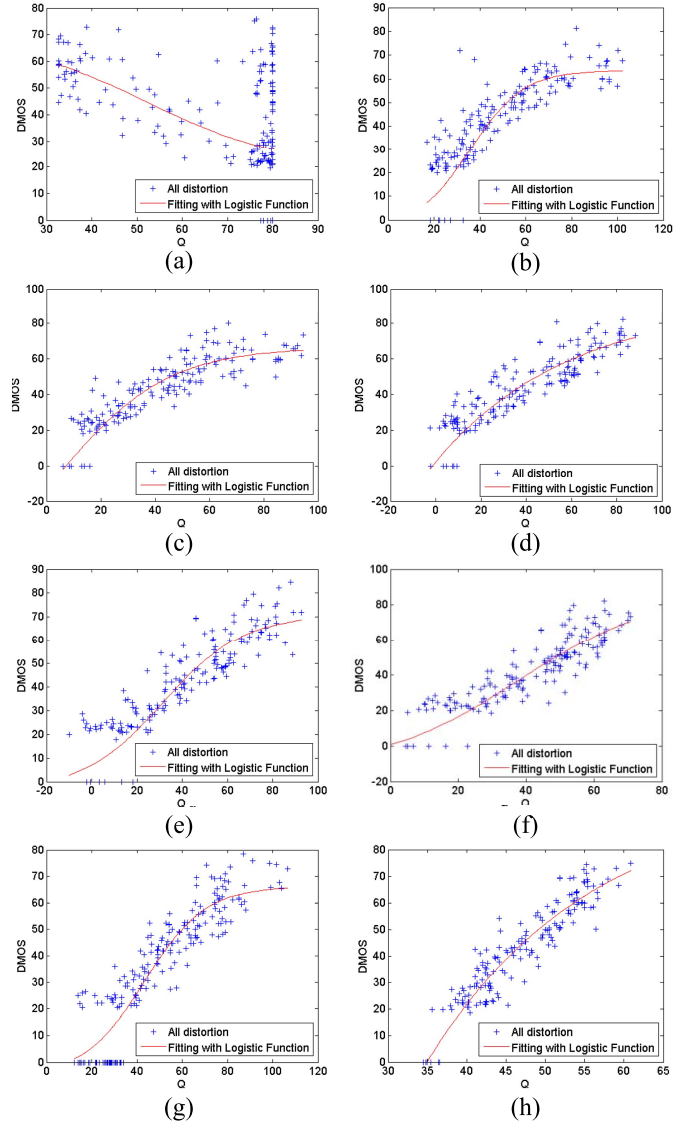 80
70
60
50
40
30
20
10
0
DMOS
All distortion
Fitting with Logistic Function
30 40 50 60 70 80 90
Q
(a)
90
80
70
60
50
40
30
20
10
0
DMOS
All distortion
Fitting with Logistic Function
0 20 40 60 80 100 120
Q
(b)
100
80
60
40
20
0
-20
DMOS
All distortion
Fitting with Logistic Function
0 20 40 60 80 100
Q
(c)
100
80
60
40
20
0
-20
DMOS
All distortion
Fitting with Logistic Function
-20 0 20 40 60 80 100
Q
(d)
90
80
70
60
50
40
30
20
10
0
DMOS
All distortion
Fitting with Logistic Function
-20 0 20 40 60 80 100
Q
(e)
100
80
60
40
20
0
-20
DMOS
All distortion
Fitting with Logistic Function
0 20 40 60 80
Q
(f)
80
70
60
50
40
30
20
10
0
DMOS
All distortion
Fitting with Logistic Function
0 20 40 60 80 100 120
Q
(g)
80
70
60
50
40
30
20
10
0
DMOS
All distortion
Fitting with Logistic Function
30 35 40 45 50 55 60 65
Q
(h)